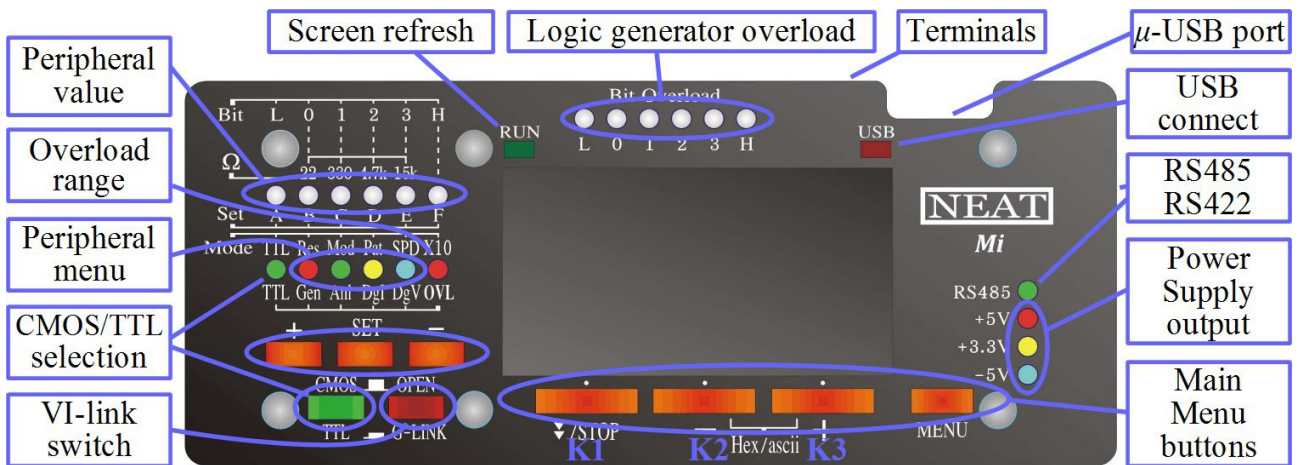 Screen refresh
Logic generator overload
Terminals
μ-USB port
Peripheral
value
Overload
range
Peripheral
menu
CMOS/TTL
selection
VI-link
switch
USB
connect
RS485
RS422
Power
Supply
output
Main
Menu
buttons
Bit L 0 1 2 3 H
Ω 22 330 4.7k 15k
Set A B C D E F
Mode TTL Res Mod Pat SPD X10
TTL Gen Anl DgI DgV OVL
+ SET −
CMOS OPEN
TTL G-LINK
RUN
Bit Overload
L 0 1 2 3 H
USB
NEAT
Mi
RS485
+5V
+3.3V
-5V
/STOP − Hex/ascii + MENU
K1 K2 K3